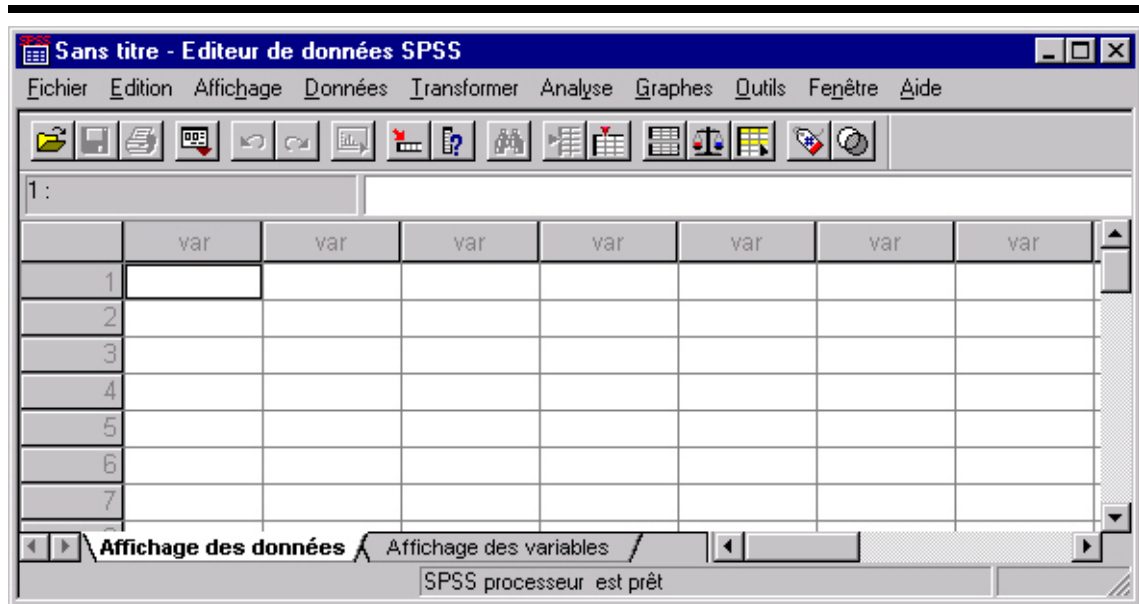 Sans titre - Editeur de données SPSS
Fichier Edition Affichage Données Transformer Analyse Graphes Outils Fenêtre Aide
1 :
var var var var var var var
1
2
3
4
5
6
7
Affichage des données Affichage des variables
SPSS processeur est prêt